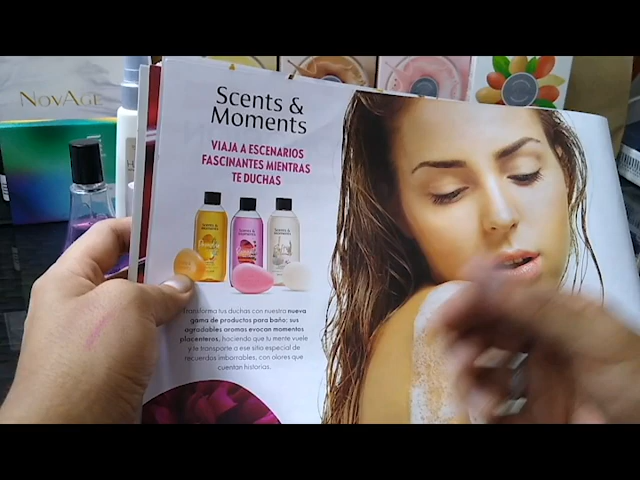 NOVAGE
Scents &
Moments
VIAJA A ESCENARIOS
FASCINANTES MIENTRAS
TE DUCHAS
Transforma tus duchas con nuestra nueva
gama de productos para baño; sus
agradables aromas evocan momentos
placenteros, haciendo que tu mente vuele
y te transporte a ese sitio especial de
recuerdos imborrables, con olores que
cuentan historias.